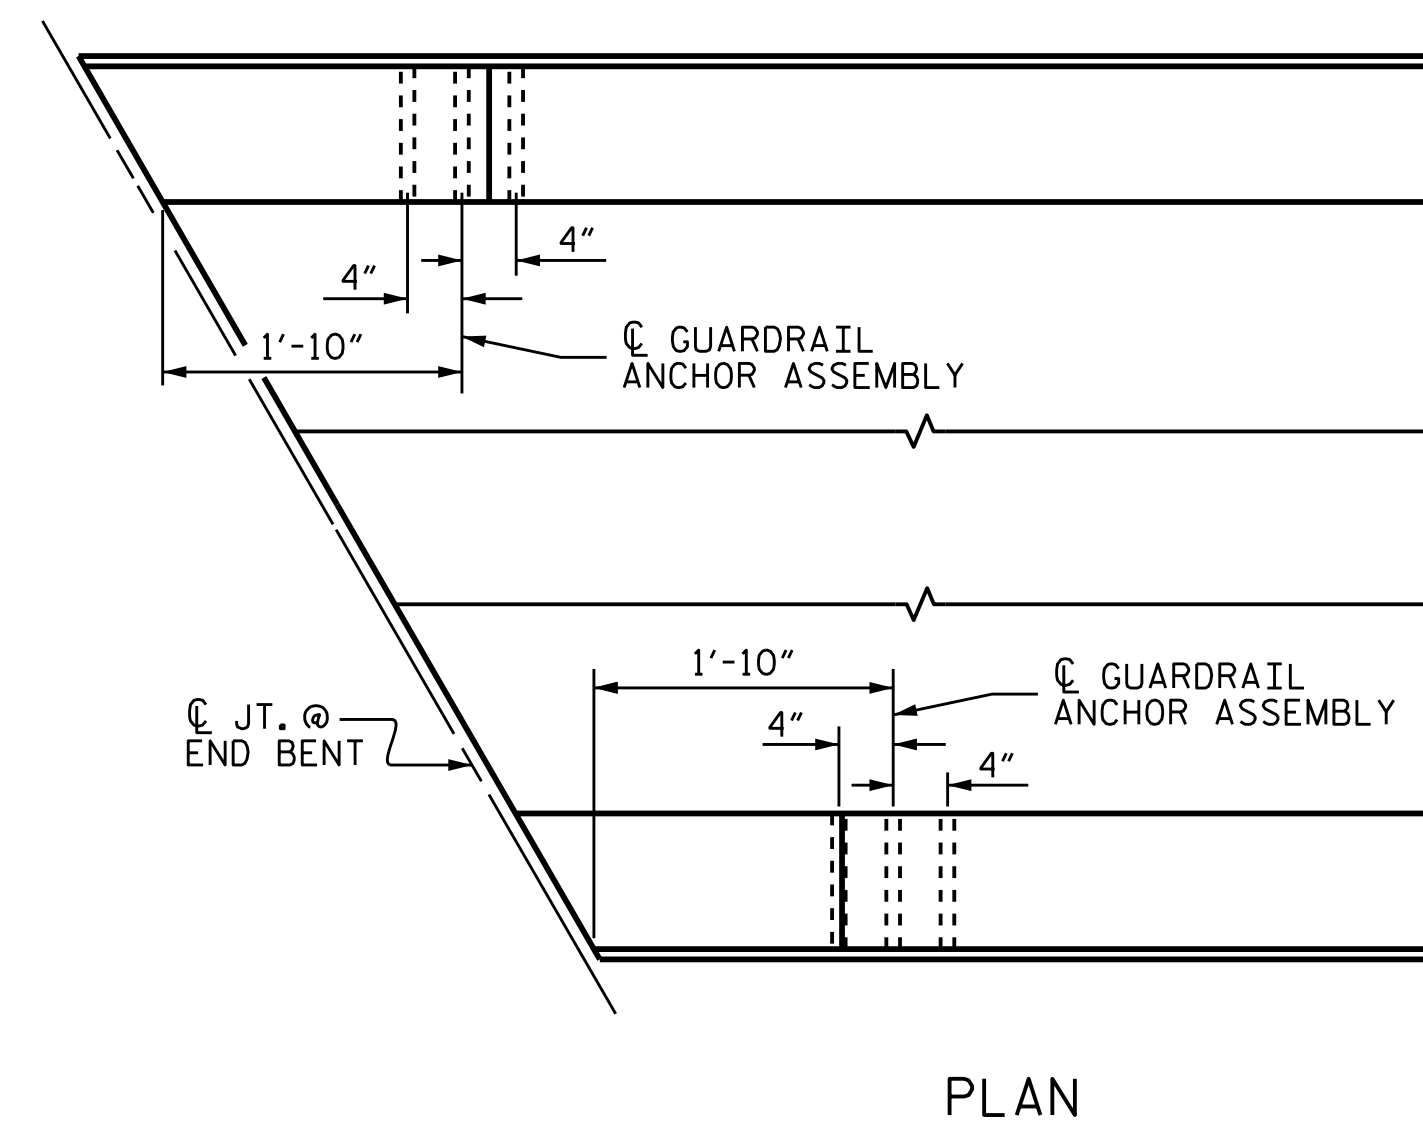 4"
4"
1'-10"
℄ GUARDRAIL
ANCHOR ASSEMBLY
1'-10"
℄ GUARDRAIL
ANCHOR ASSEMBLY
4"
4"
℄ JT. @
END BENT
PLAN